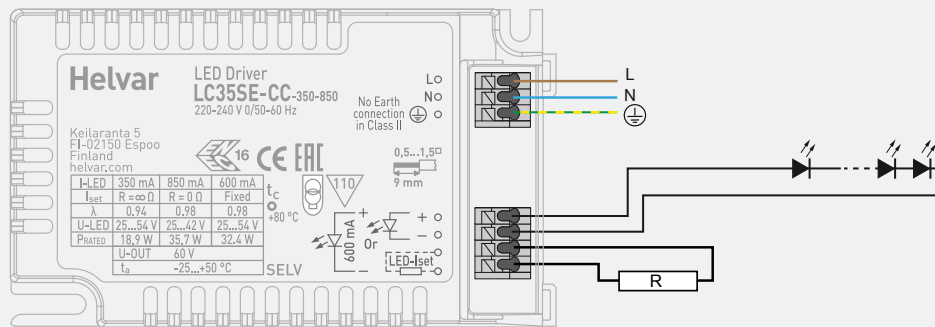 Helvar
LED Driver
LC35SE-CC-350-850
220-240 V 0/50-60 Hz
L
N
No Earth
connection
in Class II
Keilaranta 5
FI-02150 Espoo
Finland
helvar.com
16 CE EAC
0,5...1,5
9 mm
I-LED 350 mA 850 mA 600 mA
Iset R = ∞ Ω R = 0 Ω Fixed
λ 0.94 0.98 0.98
U-LED 25...54 V 25...42 V 25...54 V
PRATED 18.9 W 35.7 W 32.4 W
U-OUT 60 V
ta -25...+50 °C
SELV
tc
+80 °C
110
+
600 mA
−
Or
+
−
LED-Iset
L
N
R